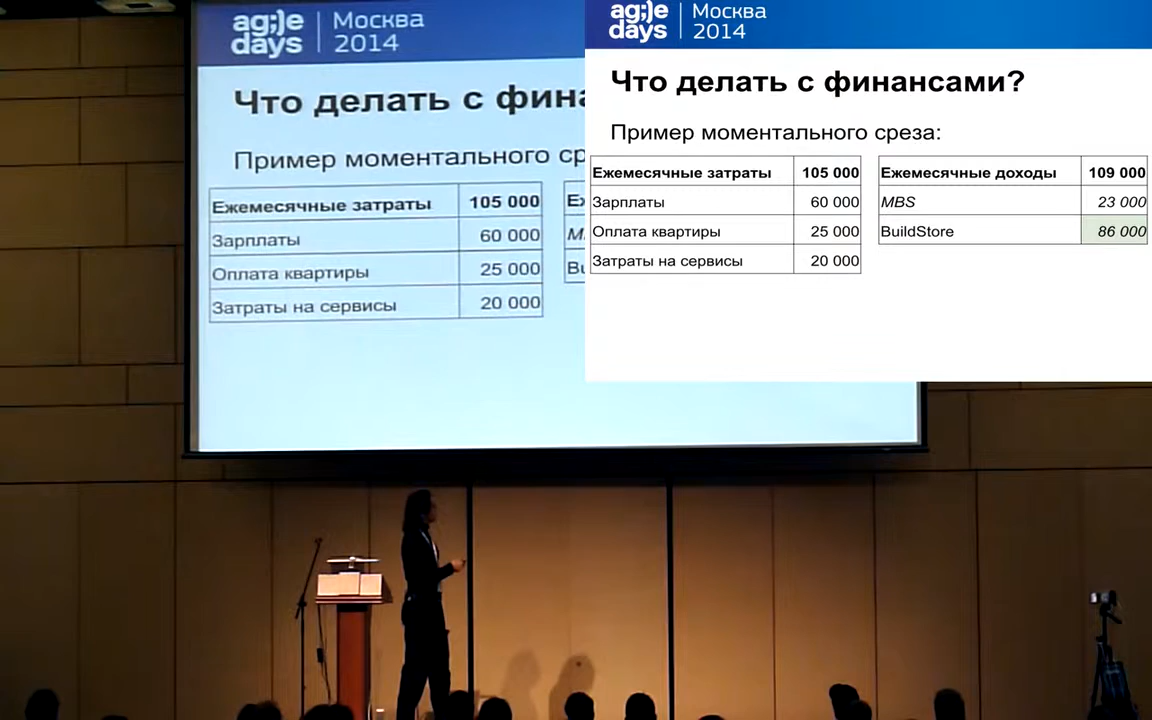 ag;)e
days
Москва
2014
Что делать с фин
Пример моментального ср
Ежемесячные затраты 105 000
Зарплаты 60 000
Оплата квартиры 25 000
Затраты на сервисы 20 000
ag;)e
days
Москва
2014
Что делать с финансами?
Пример моментального среза:
Ежемесячные затраты 105 000
Зарплаты 60 000
Оплата квартиры 25 000
Затраты на сервисы 20 000
Ежемесячные доходы 109 000
MBS 23 000
BuildStore 86 000